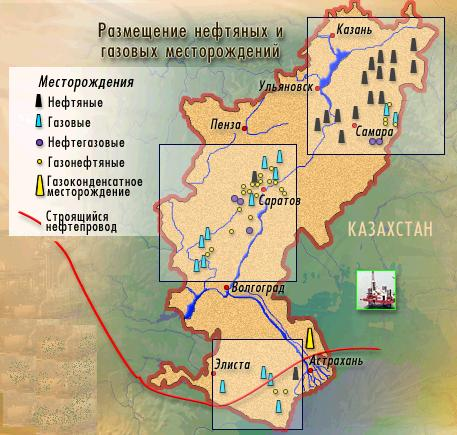 Размещение нефтяных и
газовых месторождений
Месторождения
Нефтяные
Газовые
Нефтегазовые
Газонефтяные
Газоконденсатное
месторождение
Строящийся
нефтепровод
Казань
Ульяновск
Пенза
Самара
Саратов
КАЗАХСТАН
Волгоград
Элиста
Астрахань